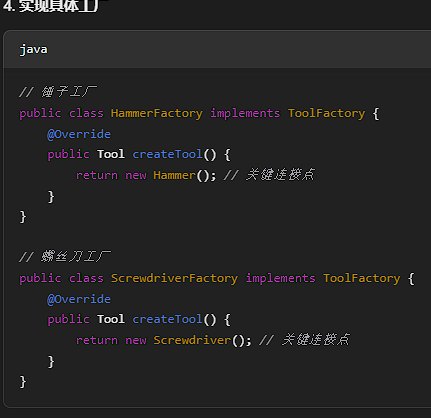 4. 实现具体工厂
java
// 锤子工厂
public class HammerFactory implements ToolFactory {
    @Override
    public Tool createTool() {
        return new Hammer(); // 关键连接点
    }
}

// 螺丝刀工厂
public class ScrewdriverFactory implements ToolFactory {
    @Override
    public Tool createTool() {
        return new Screwdriver(); // 关键连接点
    }
}